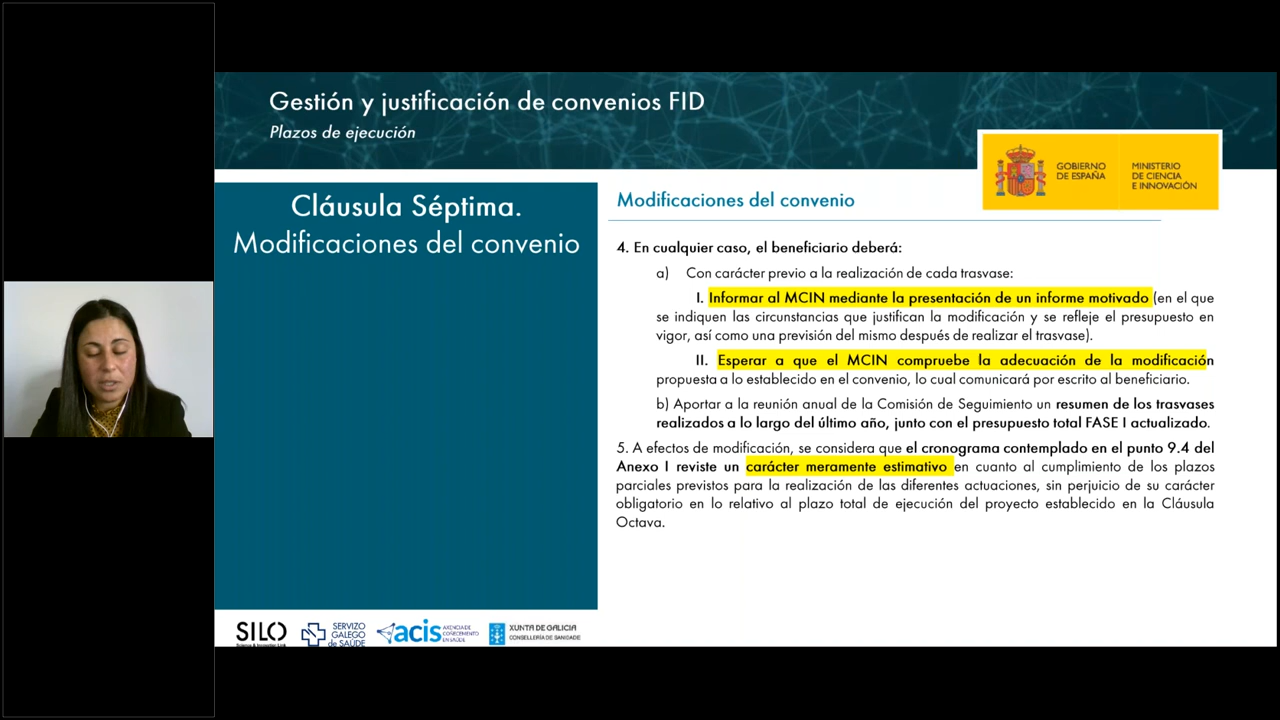 Gestión y justificación de convenios FID
Plazos de ejecución
GOBIERNO
DE ESPAÑA
MINISTERIO
DE CIENCIA
E INNOVACIÓN
Cláusula Séptima.
Modificaciones del convenio
Modificaciones del convenio
4. En cualquier caso, el beneficiario deberá:
a) Con carácter previo a la realización de cada trasvase:
I. Informar al MCIN mediante la presentación de un informe motivado (en el que
se indiquen las circunstancias que justifican la modificación y se refleje el presupuesto en
vigor, así como una previsión del mismo después de realizar el trasvase).
II. Esperar a que el MCIN compruebe la adecuación de la modificación
propuesta a lo establecido en el convenio, lo cual comunicará por escrito al beneficiario.
b) Aportar a la reunión anual de la Comisión de Seguimiento un resumen de los trasvases
realizados a lo largo del último año, junto con el presupuesto total FASE I actualizado.
5. A efectos de modificación, se considera que el cronograma contemplado en el punto 9.4 del
Anexo I reviste un carácter meramente estimativo en cuanto al cumplimiento de los plazos
parciales previstos para la realización de las diferentes actuaciones, sin perjuicio de su carácter
obligatorio en lo relativo al plazo total de ejecución del proyecto establecido en la Cláusula
Octava.
SILO
Science & Innovation Link
SERVIZO
GALEGO
de SAÚDE
acis
AXENCIA DE
COÑECEMENTO
EN SAÚDE
XUNTA DE GALICIA
CONSELLERÍA DE SANIDADE